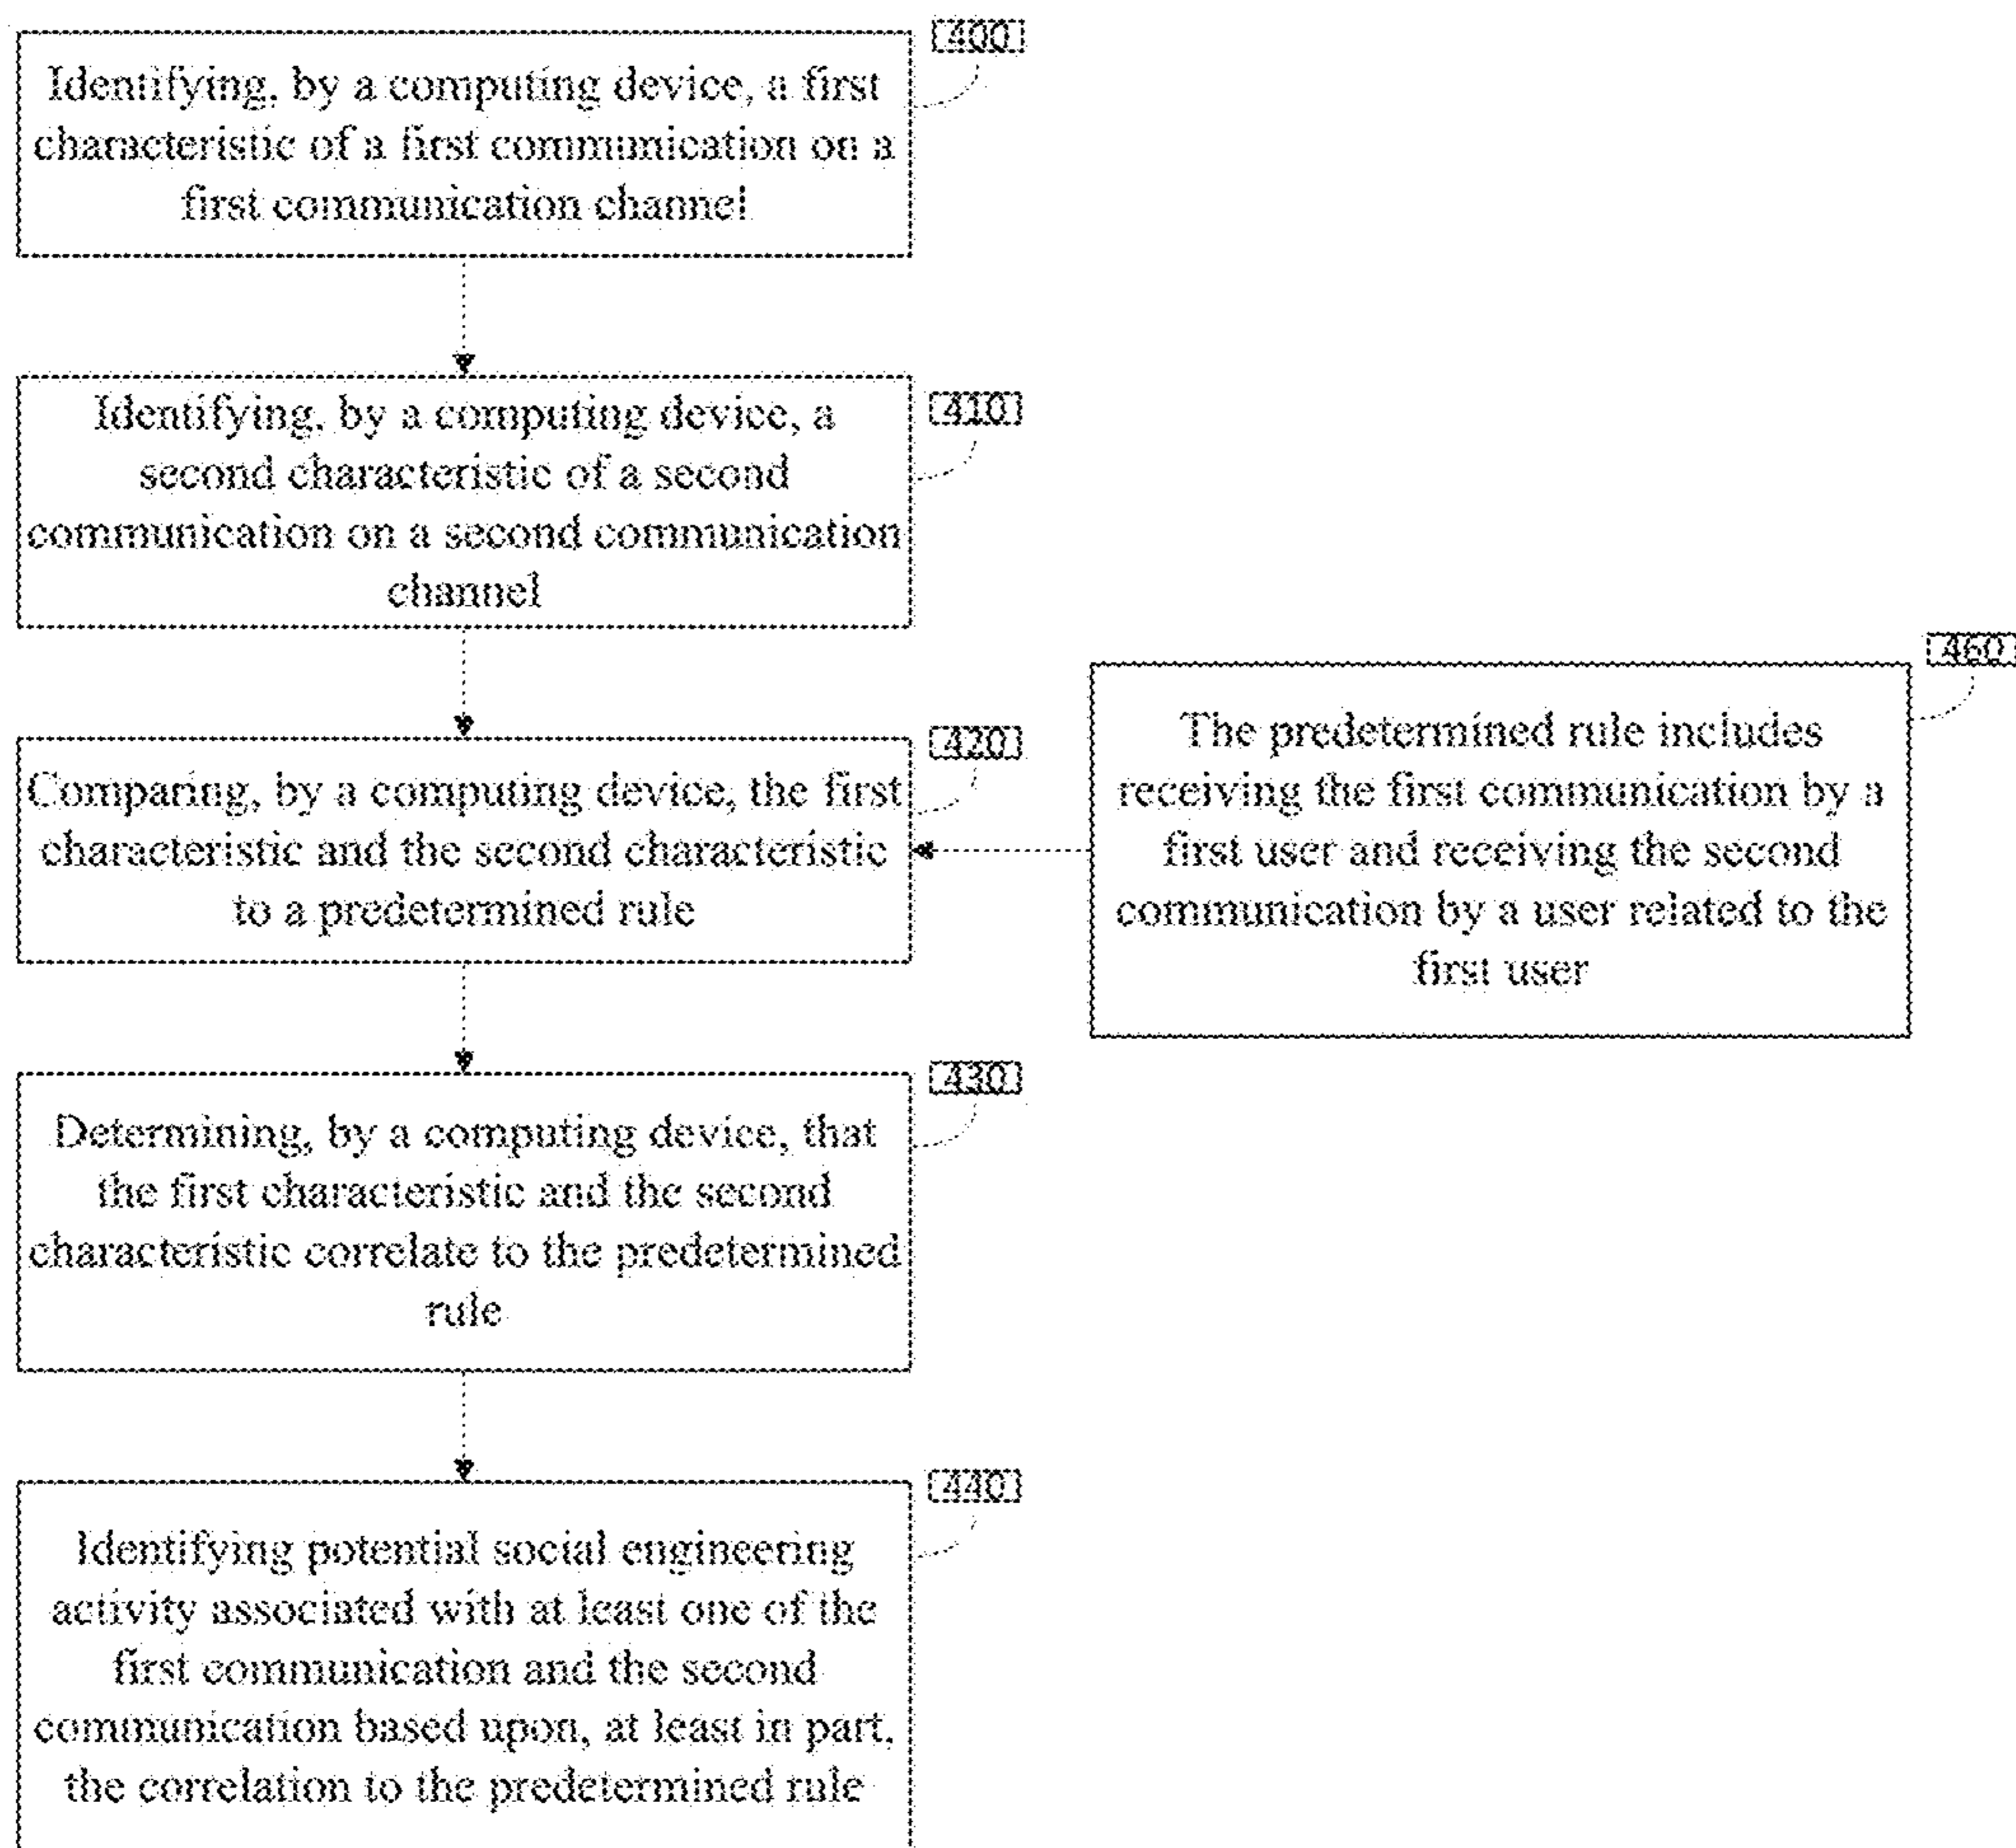 400
Identifying, by a computing device, a first
characteristic of a first communication on a
first communication channel
410
Identifying, by a computing device, a
second characteristic of a second
communication on a second communication
channel
420
Comparing, by a computing device, the first
characteristic and the second characteristic
to a predetermined rule
460
The predetermined rule includes
receiving the first communication by a
first user and receiving the second
communication by a user related to the
first user
430
Determining, by a computing device, that
the first characteristic and the second
characteristic correlate to the predetermined
rule
440
Identifying potential social engineering
activity associated with at least one of the
first communication and the second
communication based upon, at least in part,
the correlation to the predetermined rule